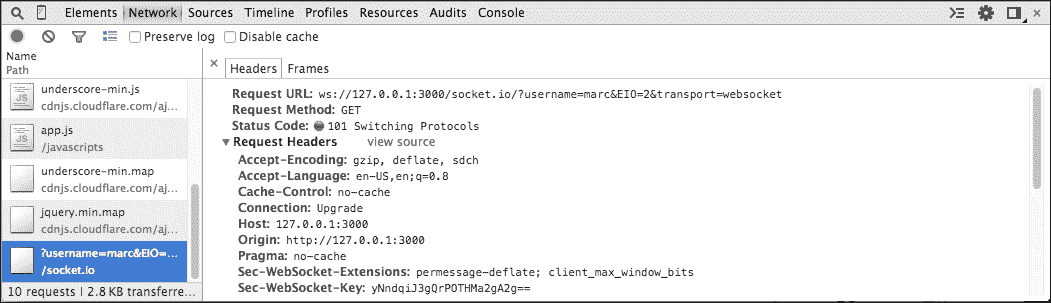 Elements Network Sources Timeline Profiles Resources Audits Console
Preserve log Disable cache
Name
Path
underscore-min.js
cdnjs.cloudflare.com/aj...
app.js
/javascripts
underscore-min.map
cdnjs.cloudflare.com/aj...
jquery.min.map
cdnjs.cloudflare.com/aj...
?username=marc&EIO=...
/socket.io
10 requests | 2.8 KB transferre...
Headers Frames
Request URL: ws://127.0.0.1:3000/socket.io/?username=marc&EIO=2&transport=websocket
Request Method: GET
Status Code: 101 Switching Protocols
Request Headers view source
Accept-Encoding: gzip, deflate, sdch
Accept-Language: en-US,en;q=0.8
Cache-Control: no-cache
Connection: Upgrade
Host: 127.0.0.1:3000
Origin: http://127.0.0.1:3000
Pragma: no-cache
Sec-WebSocket-Extensions: permessage-deflate; client_max_window_bits
Sec-WebSocket-Key: yNndqiJ3gQrPOTHMa2gA2g==